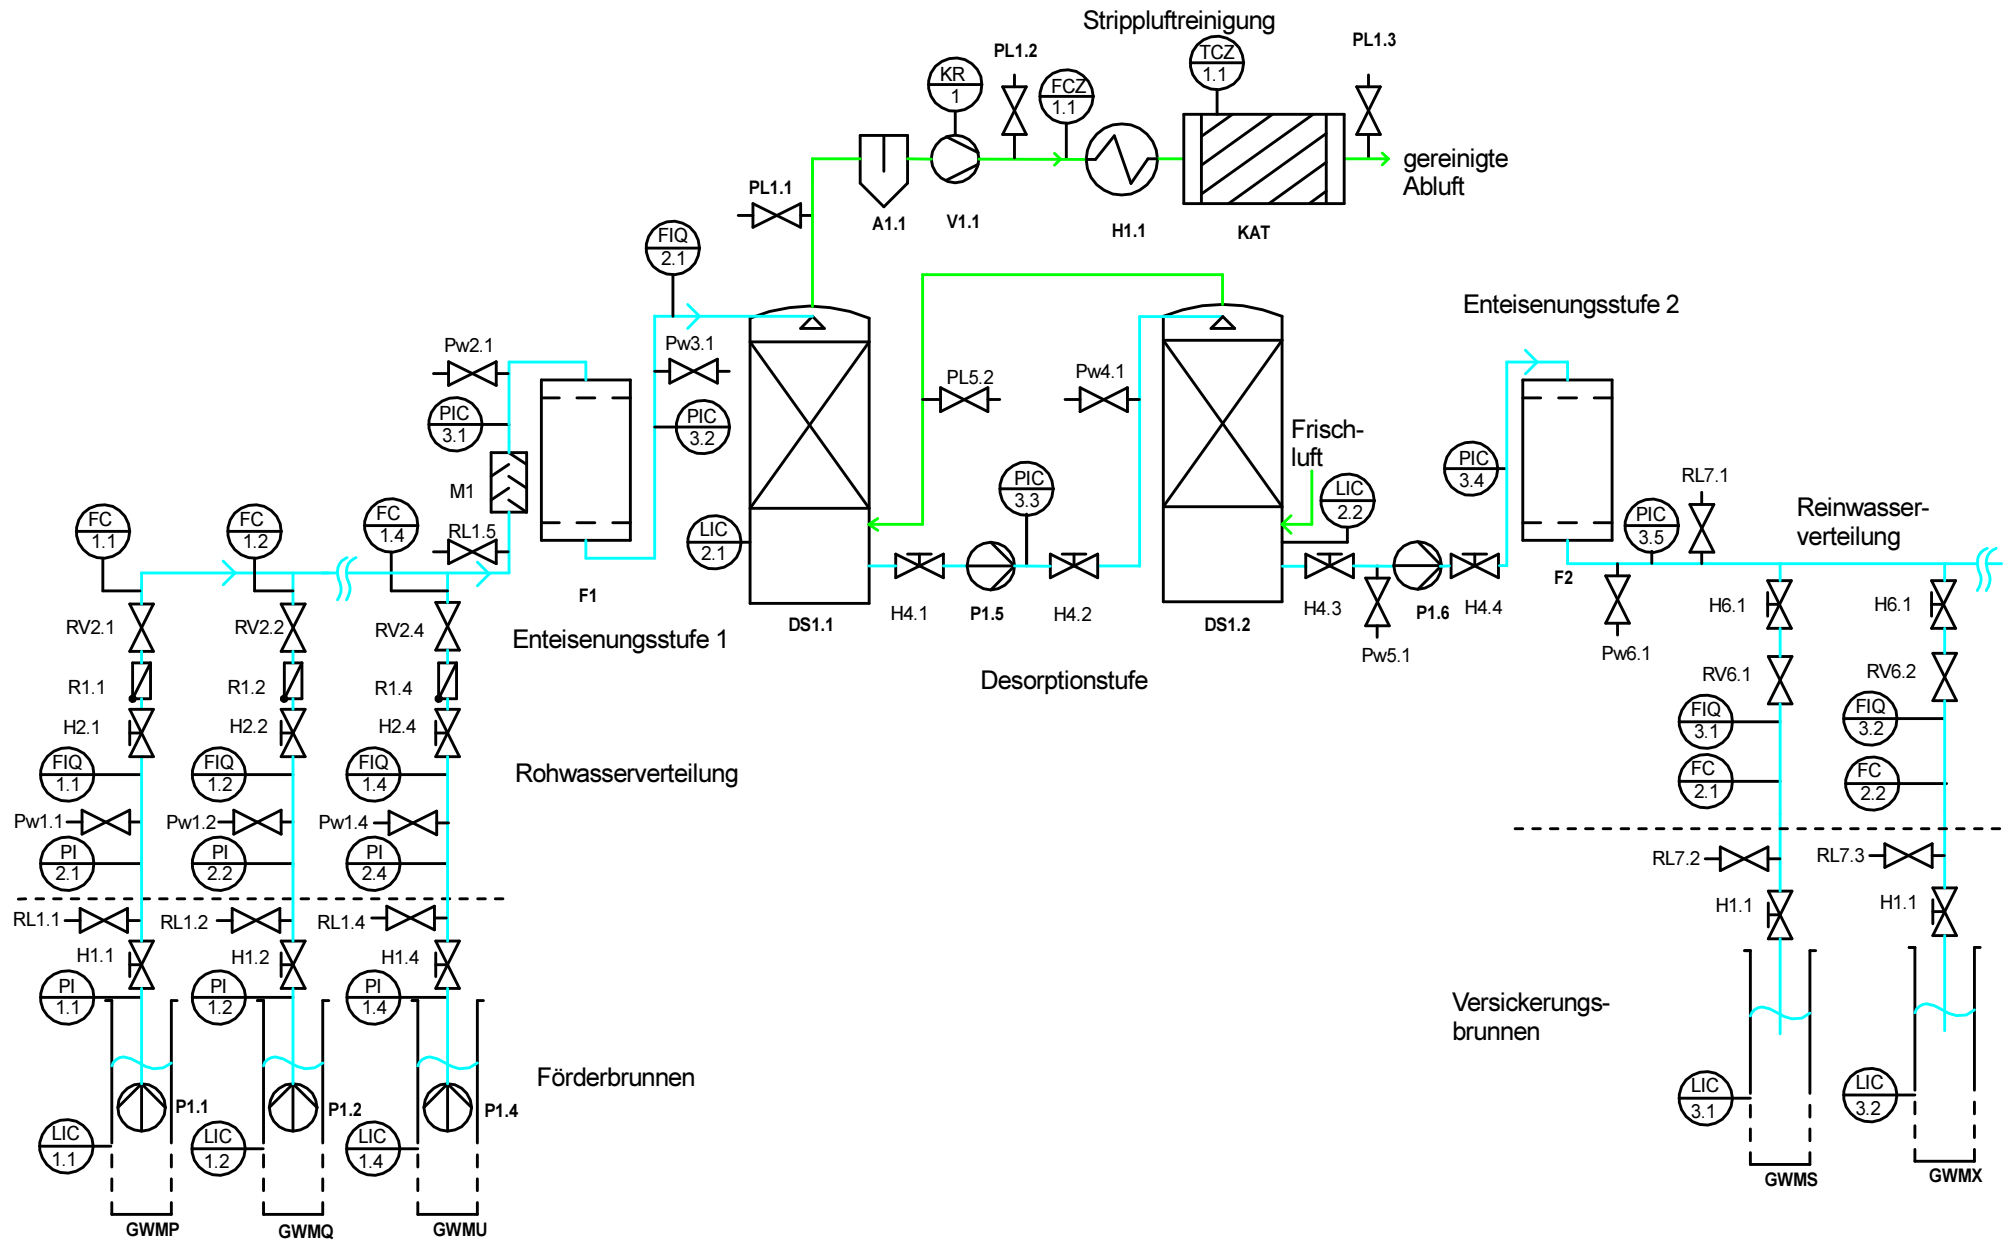 Strippluftreinigung
PL1.2
PL1.3
TCZ
1.1
KR
1
FCZ
1.1
gereinigte
Abluft
PL1.1
A1.1
V1.1
H1.1
KAT
FIQ
2.1
Enteisenungsstufe 2
Pw2.1
Pw3.1
PL5.2
Pw4.1
PIC
3.1
PIC
3.2
Frisch-
luft
PIC
3.4
RL7.1
M1
PIC
3.3
LIC
2.2
FC
1.1
FC
1.2
FC
1.4
RL1.5
LIC
2.1
PIC
3.5
Reinwasser-
verteilung
F1
DS1.1
H4.1
P1.5
H4.2
DS1.2
H4.3
P1.6
H4.4
F2
H6.1
H6.1
RV2.1
RV2.2
RV2.4
Enteisenungsstufe 1
Pw5.1
Pw6.1
Desorptionstufe
RV6.1
RV6.2
R1.1
R1.2
R1.4
H2.1
H2.2
H2.4
FIQ
3.1
FIQ
3.2
FIQ
1.1
FIQ
1.2
FIQ
1.4
Rohwasserverteilung
FC
2.1
FC
2.2
Pw1.1
Pw1.2
Pw1.4
PI
2.1
PI
2.2
PI
2.4
RL7.2
RL7.3
RL1.1
RL1.2
RL1.4
H1.1
H1.1
H1.1
H1.2
H1.4
PI
1.1
PI
1.2
PI
1.4
Versickerungs-
brunnen
Förderbrunnen
P1.1
P1.2
P1.4
LIC
3.1
LIC
3.2
LIC
1.1
LIC
1.2
LIC
1.4
GWMS
GWMX
GWMP
GWMQ
GWMU